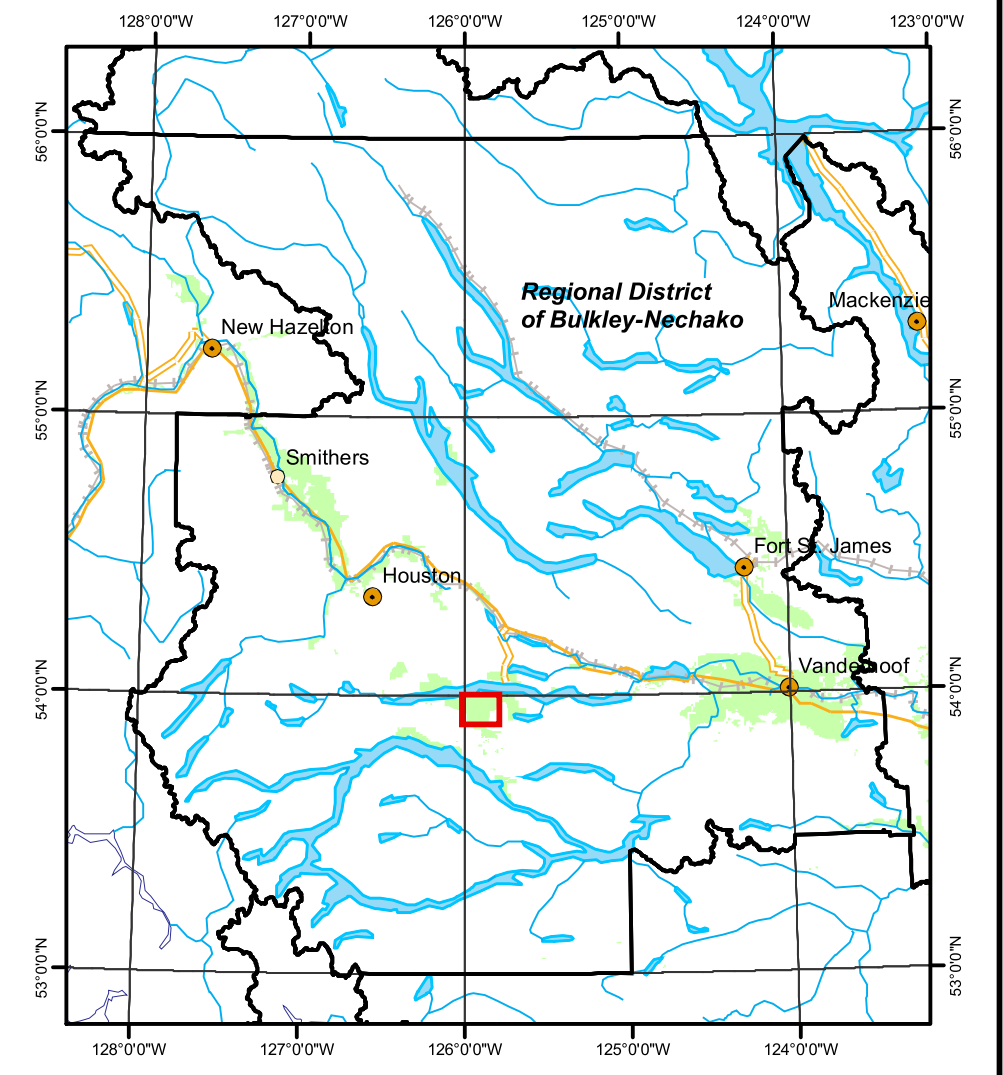 128°0'0"W 127°0'0"W 126°0'0"W 125°0'0"W 124°0'0"W 123°0'0"W
56°0'0"N 56°0'0"N
Regional District
of Bulkley-Nechako
Mackenzie
New Hazelton
55°0'0"N 55°0'0"N
Smithers
Fort St. James
Houston
Vanderhoof
54°0'0"N 54°0'0"N
53°0'0"N 53°0'0"N
128°0'0"W 127°0'0"W 126°0'0"W 125°0'0"W 124°0'0"W